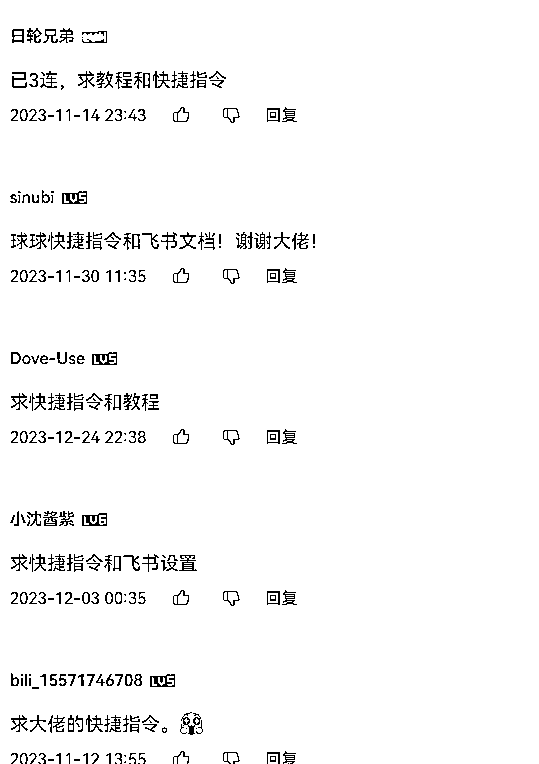 日轮兄弟
已3连，求教程和快捷指令
2023-11-14 23:43 回复
sinubi LV5
球球快捷指令和飞书文档！谢谢大佬！
2023-11-30 11:35 回复
Dove-Use LV5
求快捷指令和教程
2023-12-24 22:38 回复
小沈酱紫 LV6
求快捷指令和飞书设置
2023-12-03 00:35 回复
bili_15571746708 LV5
求大佬的快捷指令。
2023-11-12 13:55 回复